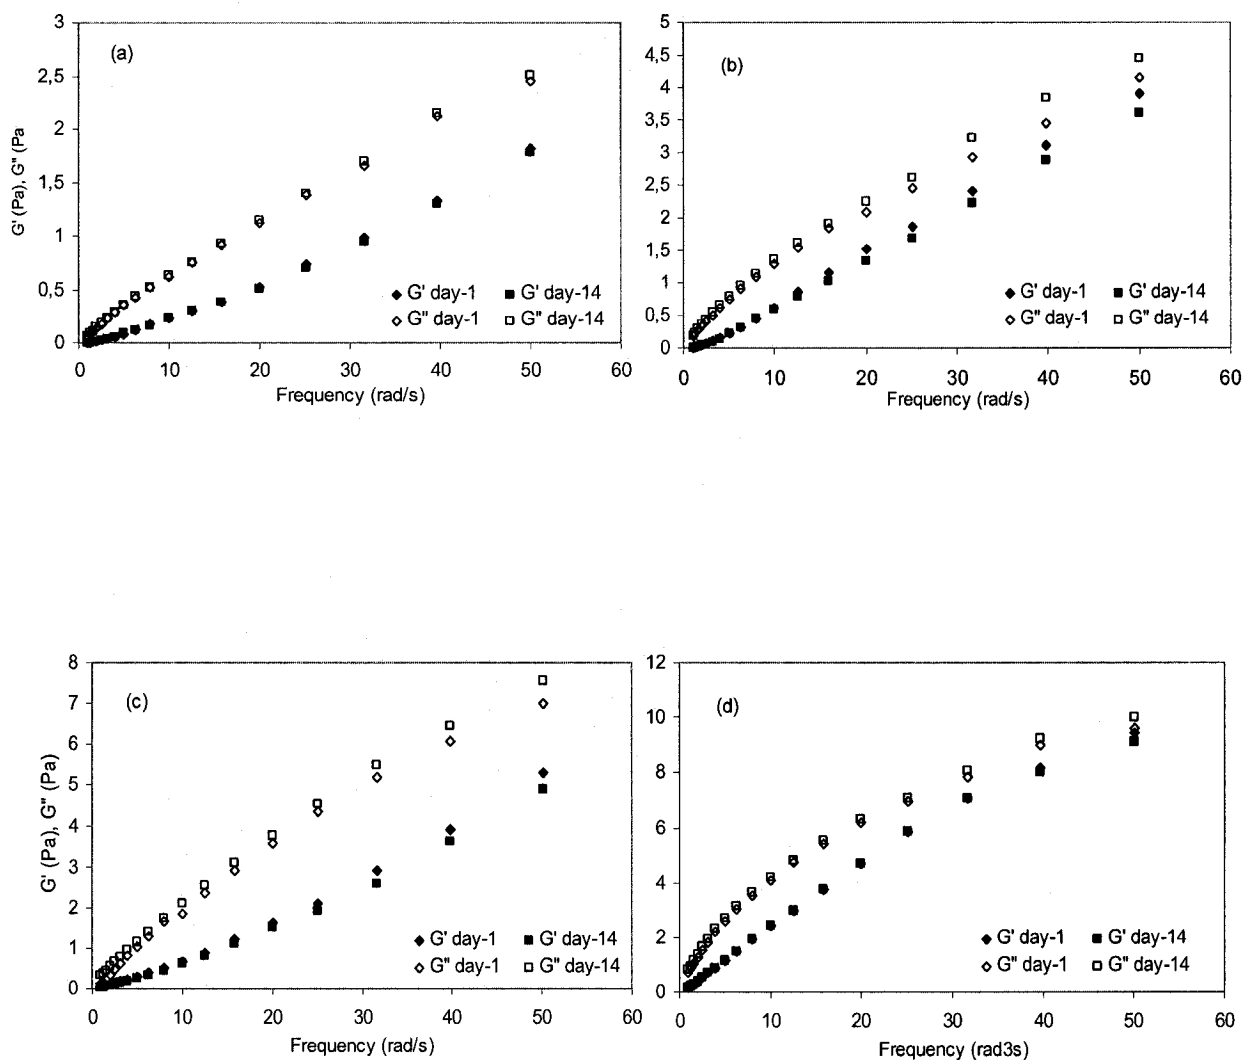 (a)
G' (Pa), G" (Pa
3
2,5
2
1,5
1
0,5
0
0 10 20 30 40 50 60
Frequency (rad/s)
G' day-1 G' day-14
G" day-1 G" day-14
(b)
4,5
5
4
3,5
3
2,5
2
1,5
1
0,5
0
0 10 20 30 40 50 60
Frequency (rad/s)
G' day-1 G' day-14
G" day-1 G" day-14
(c)
G' (Pa), G" (Pa)
8
7
6
5
4
3
2
1
0
0 10 20 30 40 50 60
Frequency (rad/s)
G' day-1 G' day-14
G" day-1 G" day-14
(d)
12
10
8
6
4
2
0
0 10 20 30 40 50 60
Frequency (rad3s)
G' day-1 G' day-14
G" day-1 G" day-14